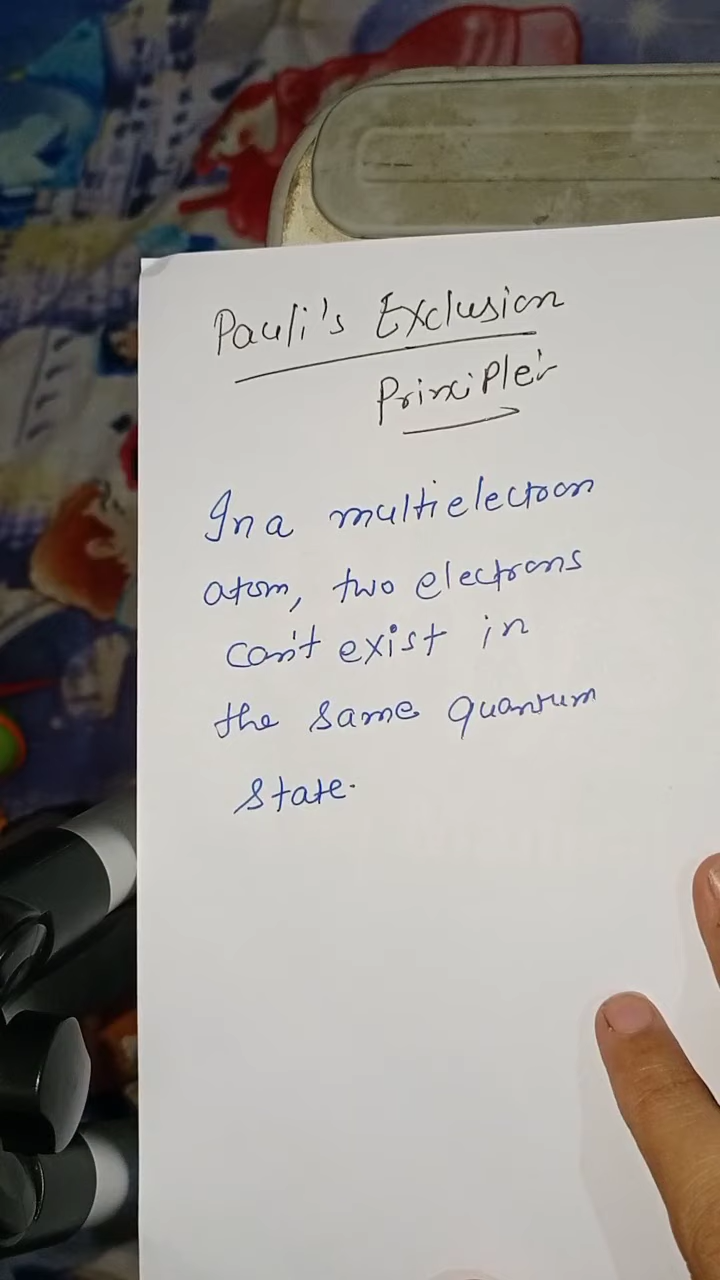 Pauli's Exclusion
Principle:-
In a multielectron
atom, two electrons
can't exist in
the same quantum
state.